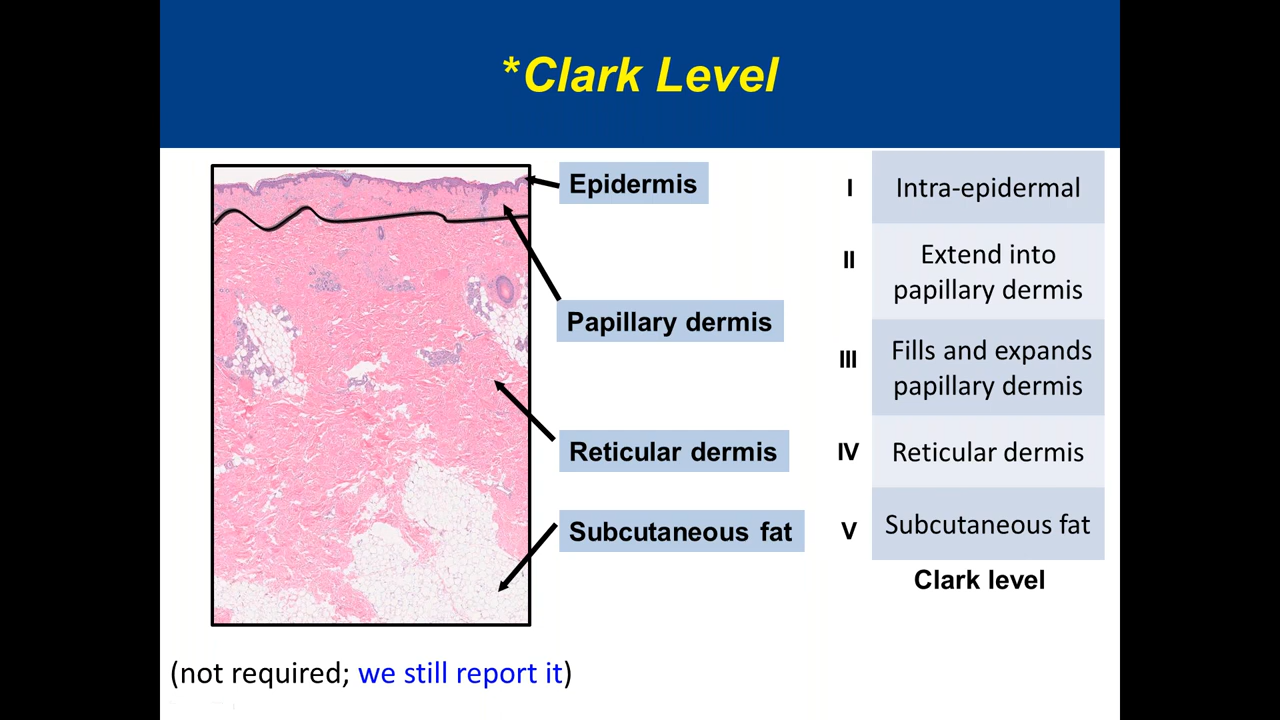 *Clark Level
Epidermis
Papillary dermis
Reticular dermis
Subcutaneous fat
I
Intra-epidermal
II
Extend into
papillary dermis
III
Fills and expands
papillary dermis
IV
Reticular dermis
V
Subcutaneous fat
Clark level
(not required; we still report it)